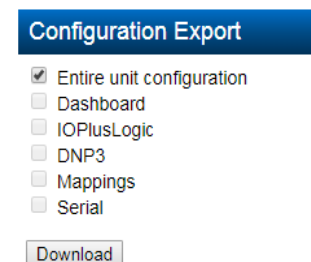 Configuration Export
Entire unit configuration
Dashboard
IOPlusLogic
DNP3
Mappings
Serial
Download